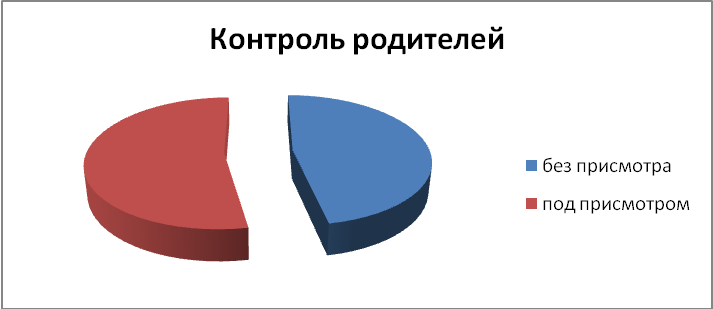 Контроль родителей
без присмотра
под присмотром